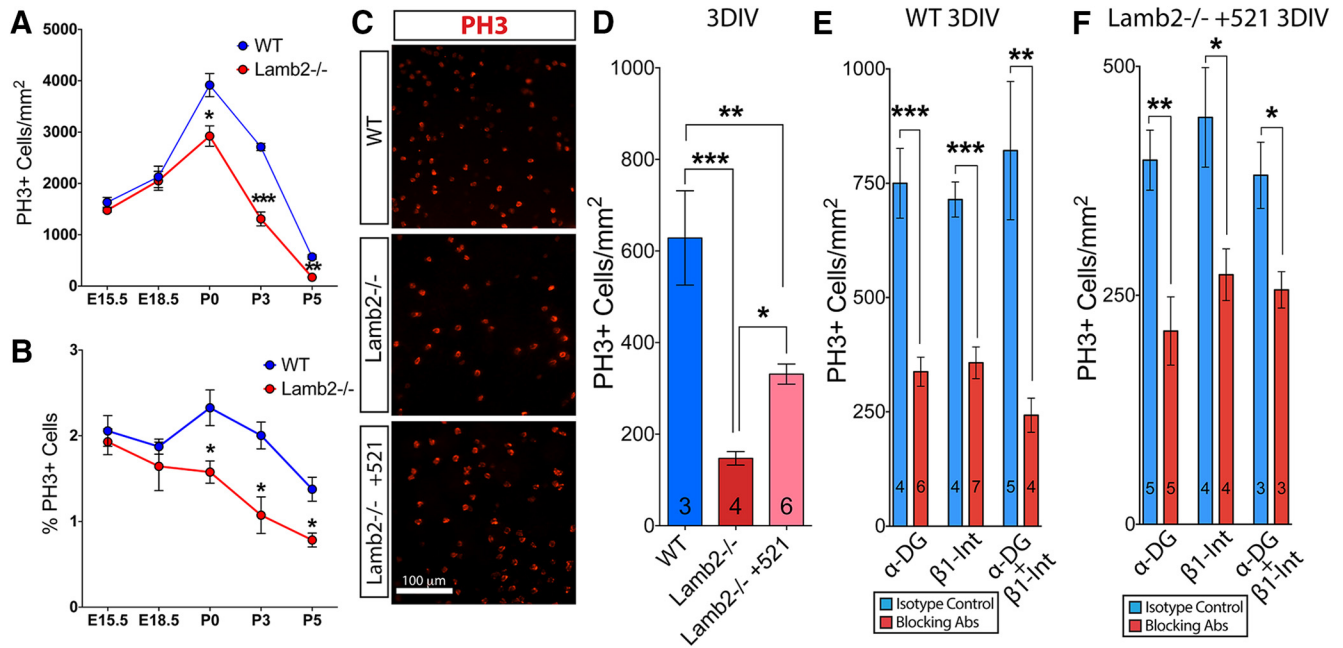 A
PH3+ Cells/mm²
5000
4000
3000
2000
1000
0
WT
Lamb2-/-
*
***
**
E15.5 E18.5 P0 P3 P5
B
% PH3+ Cells
3
2
1
0
WT
Lamb2-/-
*
*
*
E15.5 E18.5 P0 P3 P5
C
PH3
WT
Lamb2-/-
Lamb2-/- +521
100 µm
D
3DIV
PH3+ Cells/mm²
1000
800
600
400
200
0
**
***
*
3 4 6
WT
Lamb2-/-
Lamb2-/- +521
E
WT 3DIV
PH3+ Cells/mm²
1000
750
500
250
0
***
***
**
4 6 4 7 5 4
α-DG
β1-Int
α-DG
+
β1-Int
Isotype Control
Blocking Abs
F
Lamb2-/- +521 3DIV
PH3+ Cells/mm²
500
250
0
**
*
*
5 5 4 4 3 3
α-DG
β1-Int
α-DG
+
β1-Int
Isotype Control
Blocking Abs